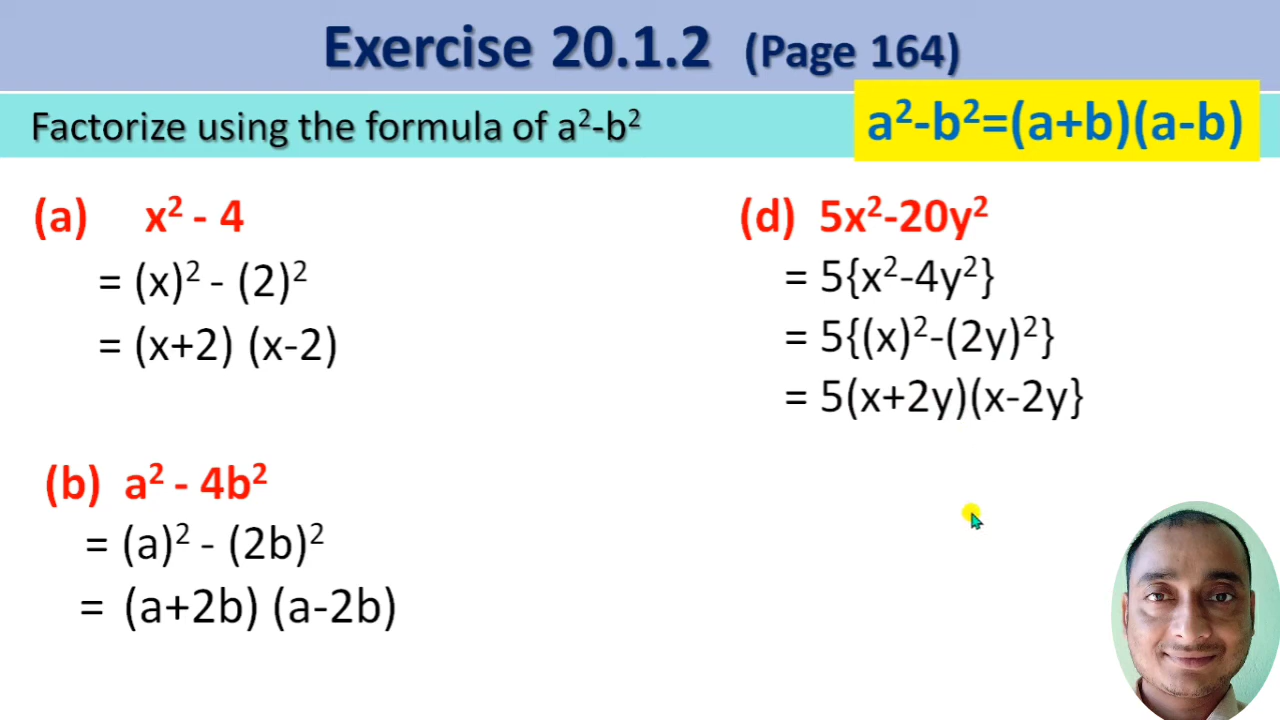 Exercise 20.1.2 (Page 164)
Factorize using the formula of a²-b²
a²-b²=(a+b)(a-b)
(a) x² - 4
= (x)² - (2)²
= (x+2) (x-2)
(b) a² - 4b²
= (a)² - (2b)²
= (a+2b) (a-2b)
(d) 5x²-20y²
= 5{x²-4y²}
= 5{(x)²-(2y)²}
= 5(x+2y)(x-2y}